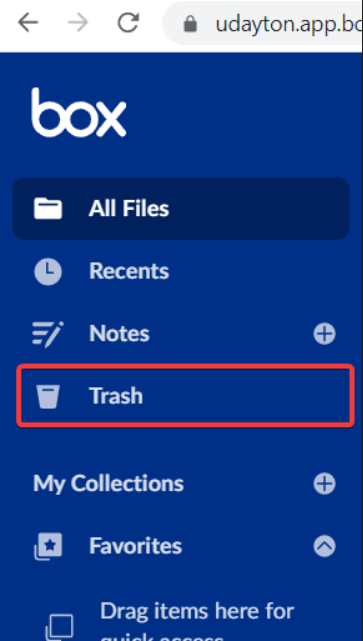 udayton.app.bo
box
All Files
Recents
Notes
Trash
My Collections
Favorites
Drag items here for
quick access